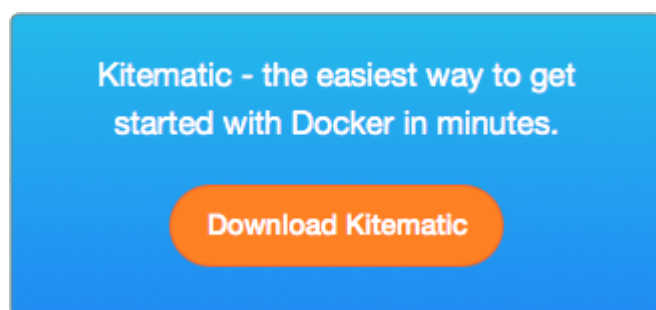 Kitematic - the easiest way to get
started with Docker in minutes.
Download Kitematic